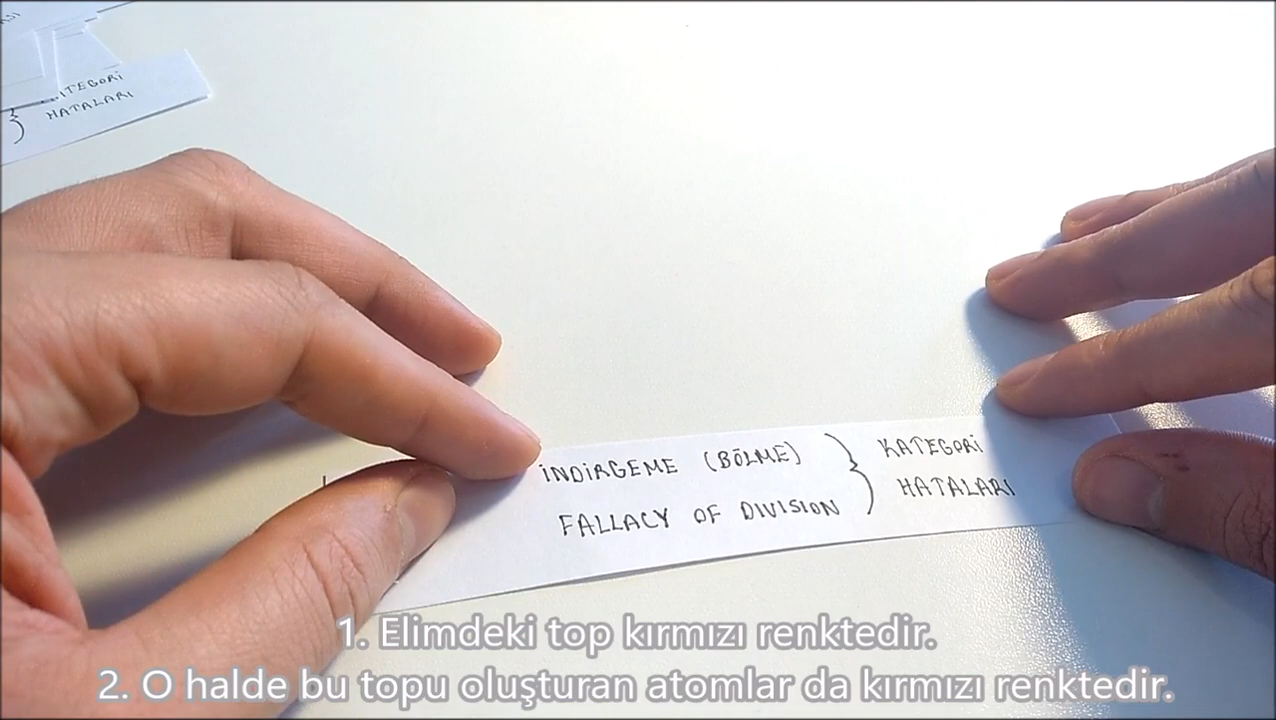 KATEGORİ
HATALARI
İNDİRGEME (BÖLME) } KATEGORİ
FALLACY OF DIVISION HATALARI
1. Elimdeki top kırmızı renktedir.
2. O halde bu topu oluşturan atomlar da kırmızı renktedir.